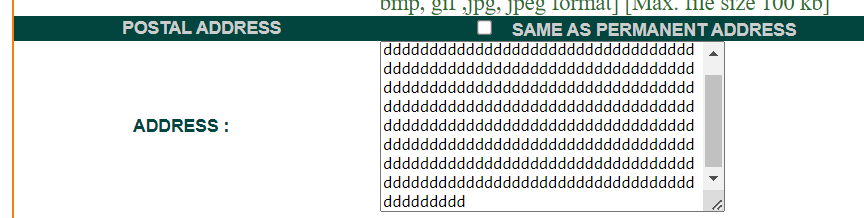 bmp, gif ,jpg, jpeg format] [Max. file size 100 kb]
POSTAL ADDRESS
SAME AS PERMANENT ADDRESS
ADDRESS :
dddddddddddddddddddddddddddddddddd
dddddddddddddddddddddddddddddddddd
dddddddddddddddddddddddddddddddddd
dddddddddddddddddddddddddddddddddd
dddddddddddddddddddddddddddddddddd
dddddddddddddddddddddddddddddddddd
dddddddddddddddddddddddddddddddddd
dddddddddddddddddddddddddddddddddd
ddddddddd